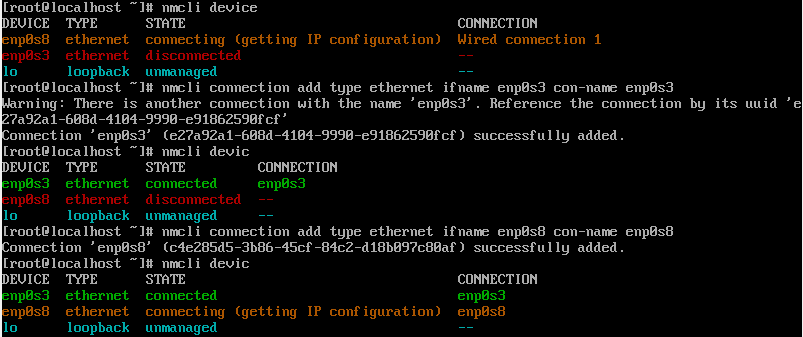 [root@localhost ~]# nmcli device
DEVICE  TYPE      STATE                                  CONNECTION
enp0s8  ethernet  connecting (getting IP configuration)  Wired connection 1
enp0s3  ethernet  disconnected                           --
lo      loopback  unmanaged                              --
[root@localhost ~]# nmcli connection add type ethernet ifname enp0s3 con-name enp0s3
Warning: There is another connection with the name 'enp0s3'. Reference the connection by its uuid 'e
27a92a1-608d-4104-9990-e91862590fcf'
Connection 'enp0s3' (e27a92a1-608d-4104-9990-e91862590fcf) successfully added.
[root@localhost ~]# nmcli devic
DEVICE  TYPE      STATE         CONNECTION
enp0s3  ethernet  connected     enp0s3
enp0s8  ethernet  disconnected  --
lo      loopback  unmanaged     --
[root@localhost ~]# nmcli connection add type ethernet ifname enp0s8 con-name enp0s8
Connection 'enp0s8' (c4e285d5-3b86-45cf-84c2-d18b097c80af) successfully added.
[root@localhost ~]# nmcli devic
DEVICE  TYPE      STATE                                  CONNECTION
enp0s3  ethernet  connected                              enp0s3
enp0s8  ethernet  connecting (getting IP configuration)  enp0s8
lo      loopback  unmanaged                              --